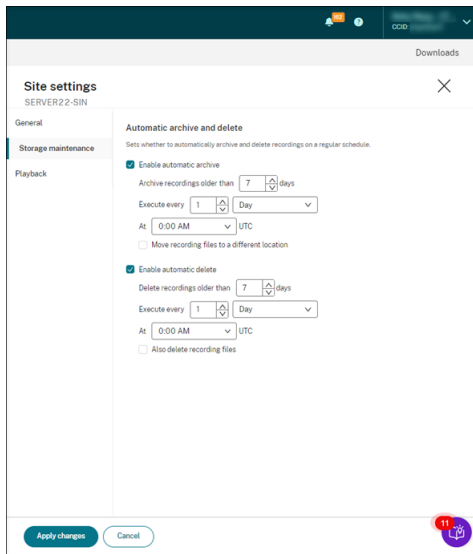 CCID:
Downloads
Site settings
SERVER22-SIN
General
Storage maintenance
Playback
Automatic archive and delete
Sets whether to automatically archive and delete recordings on a regular schedule.
Enable automatic archive
Archive recordings older than 7 days
Execute every 1 Day
At 0:00 AM UTC
Move recording files to a different location
Enable automatic delete
Delete recordings older than 7 days
Execute every 1 Day
At 0:00 AM UTC
Also delete recording files
Apply changes
Cancel
11